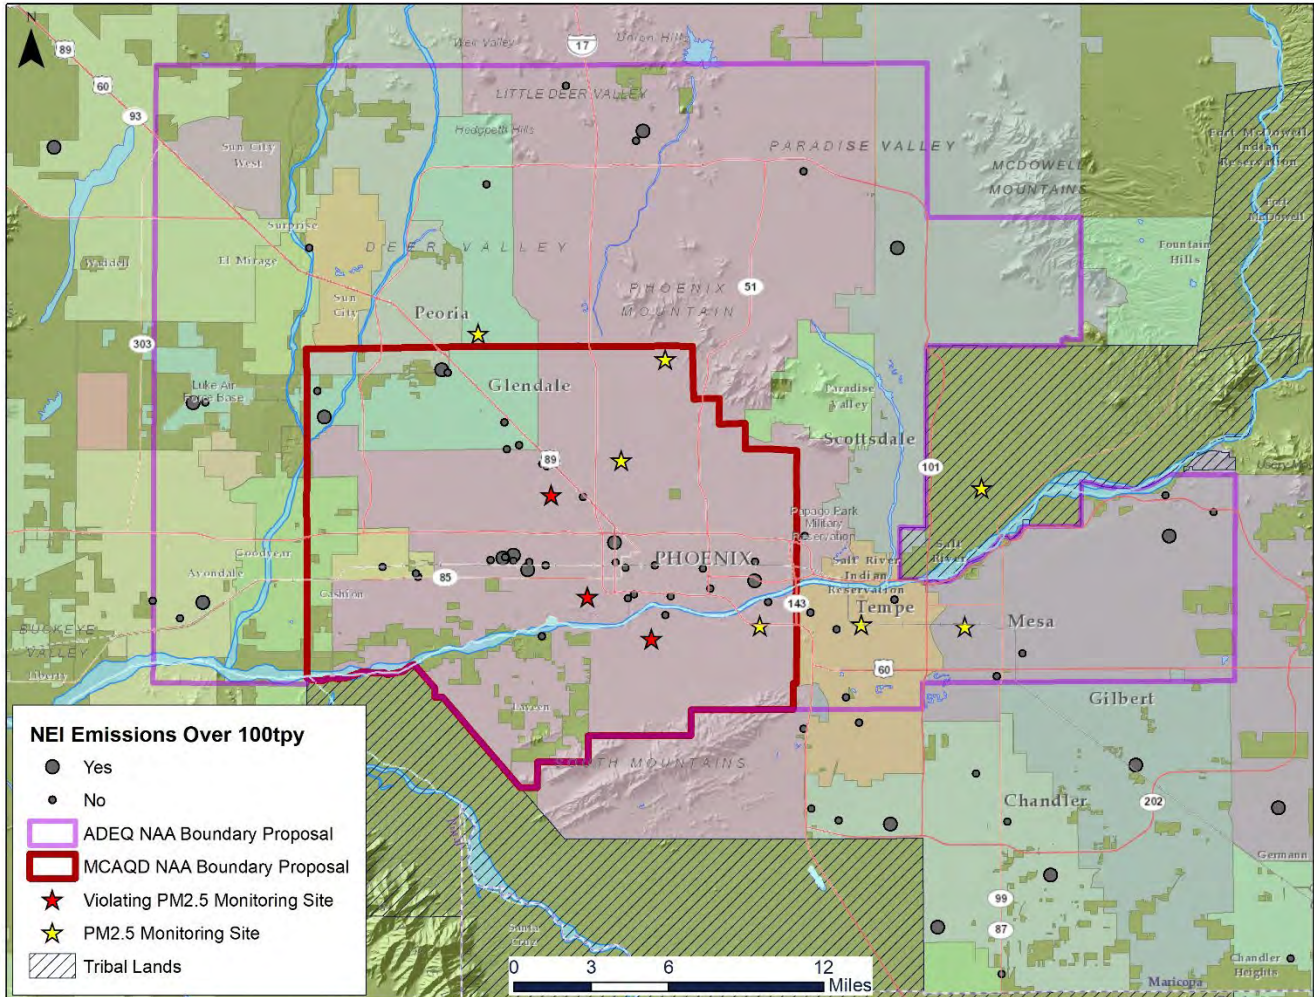 N
89
60
93
Weir Valley
17
Union Hills
LITTLE DEER VALLEY
Hedgpeth Hills
Sun City
West
PARADISE VALLEY
MCDOWELL
MOUNTAINS
Fort McDowell
Indian
Reservation
Fort
McDowell
Surprise
DEER VALLEY
Waddell
El Mirage
Fountain
Hills
Sun
City
Peoria
PHOENIX
MOUNTAIN
51
303
Luke Air
Force Base
Glendale
Paradise
Valley
Scottsdale
89
101
Papago Park
Military
Reservation
Goodyear
PHOENIX
Salt River
Indian
Reservation
Salt
River
Avondale
85
Cashion
143
Tempe
Mesa
BUCKEYE
VALLEY
Liberty
60
Laveen
Gilbert
SOUTH MOUNTAINS
Chandler
202
Germann
99
87
Santa
Cruz
Chandler
Heights
Maricopa
NEI Emissions Over 100tpy
Yes
No
ADEQ NAA Boundary Proposal
MCAQD NAA Boundary Proposal
Violating PM2.5 Monitoring Site
PM2.5 Monitoring Site
Tribal Lands
0 3 6 12
Miles